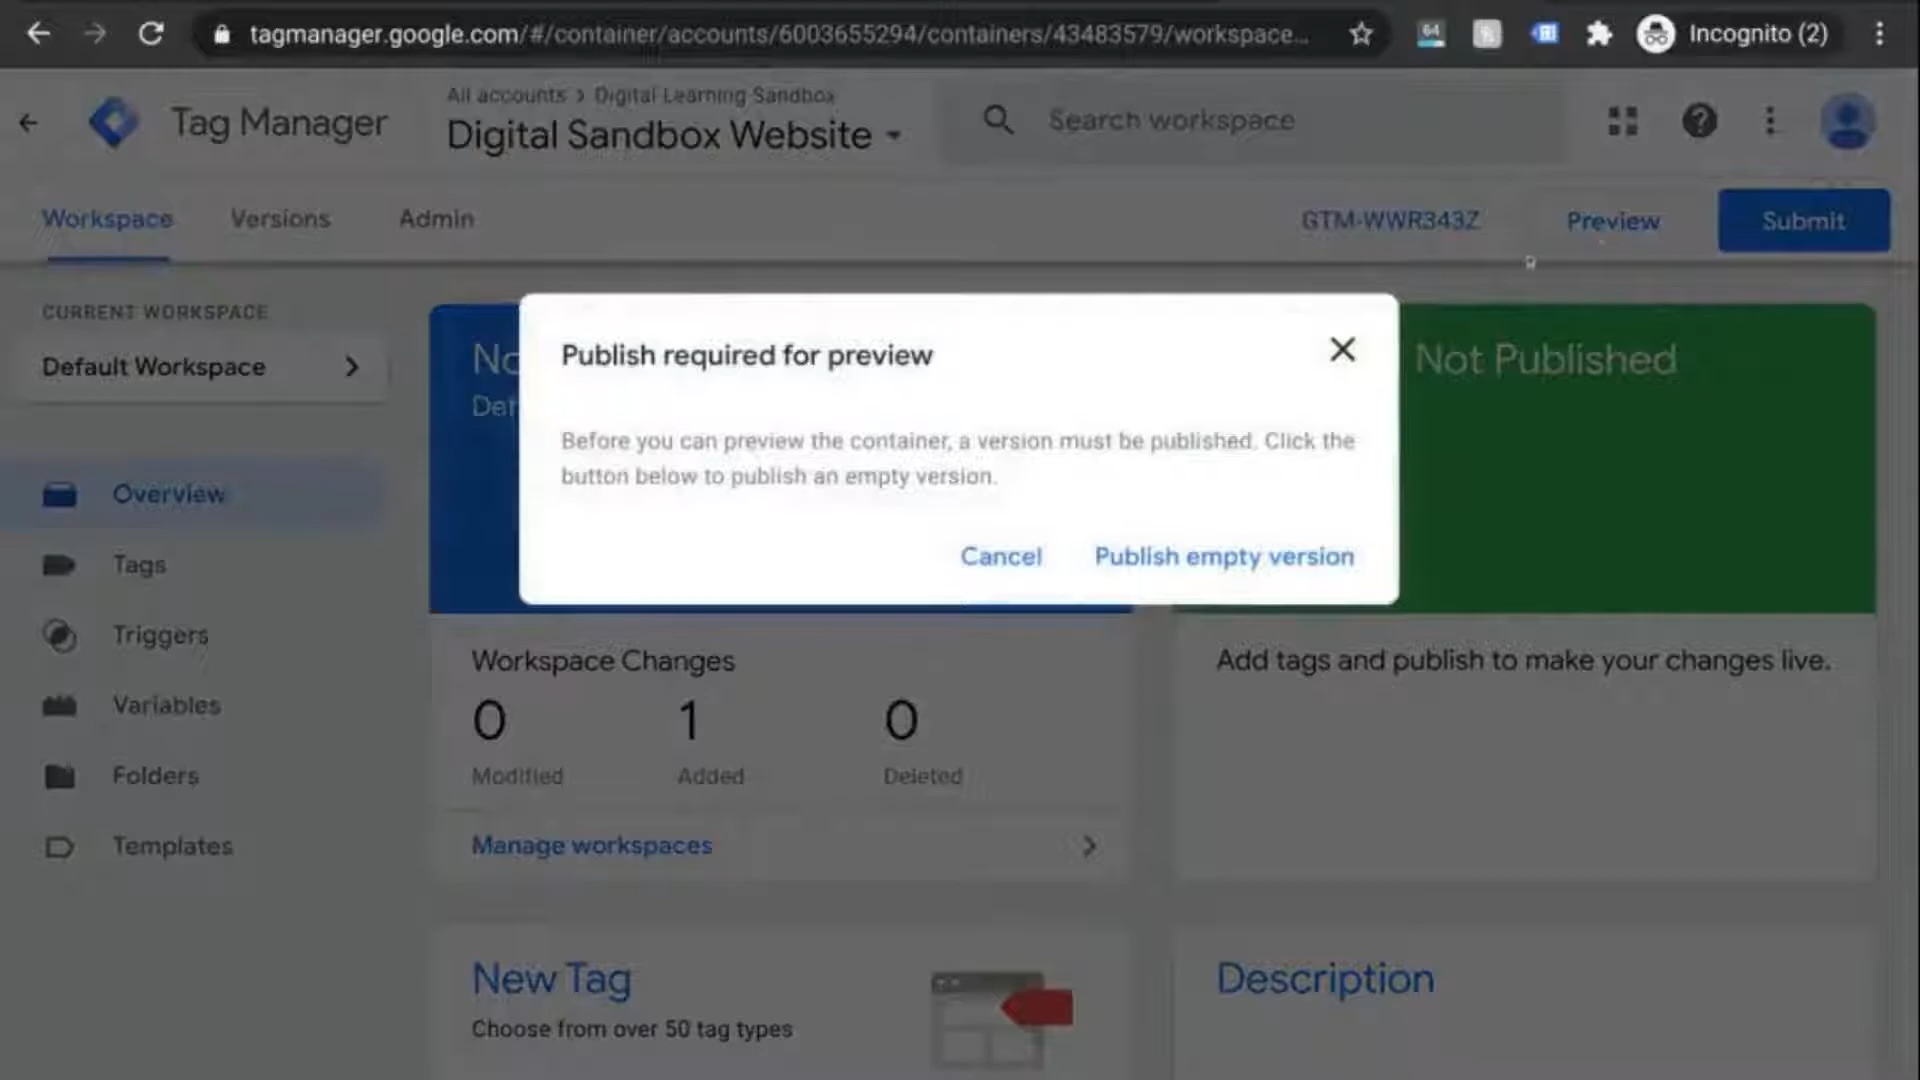 tagmanager.google.com/#/container/accounts/6003655294/containers/43483579/workspace...
64
Incognito (2)
Tag Manager
All accounts > Digital Learning Sandbox
Digital Sandbox Website
Search workspace
Workspace
Versions
Admin
GTM-WWR343Z
Preview
Submit
CURRENT WORKSPACE
Default Workspace
Overview
Tags
Triggers
Variables
Folders
Templates
Not Published
Publish required for preview
Before you can preview the container, a version must be published. Click the
button below to publish an empty version.
Cancel
Publish empty version
Workspace Changes
0 1 0
Modified Added Deleted
Manage workspaces
Add tags and publish to make your changes live.
New Tag
Choose from over 50 tag types
Description